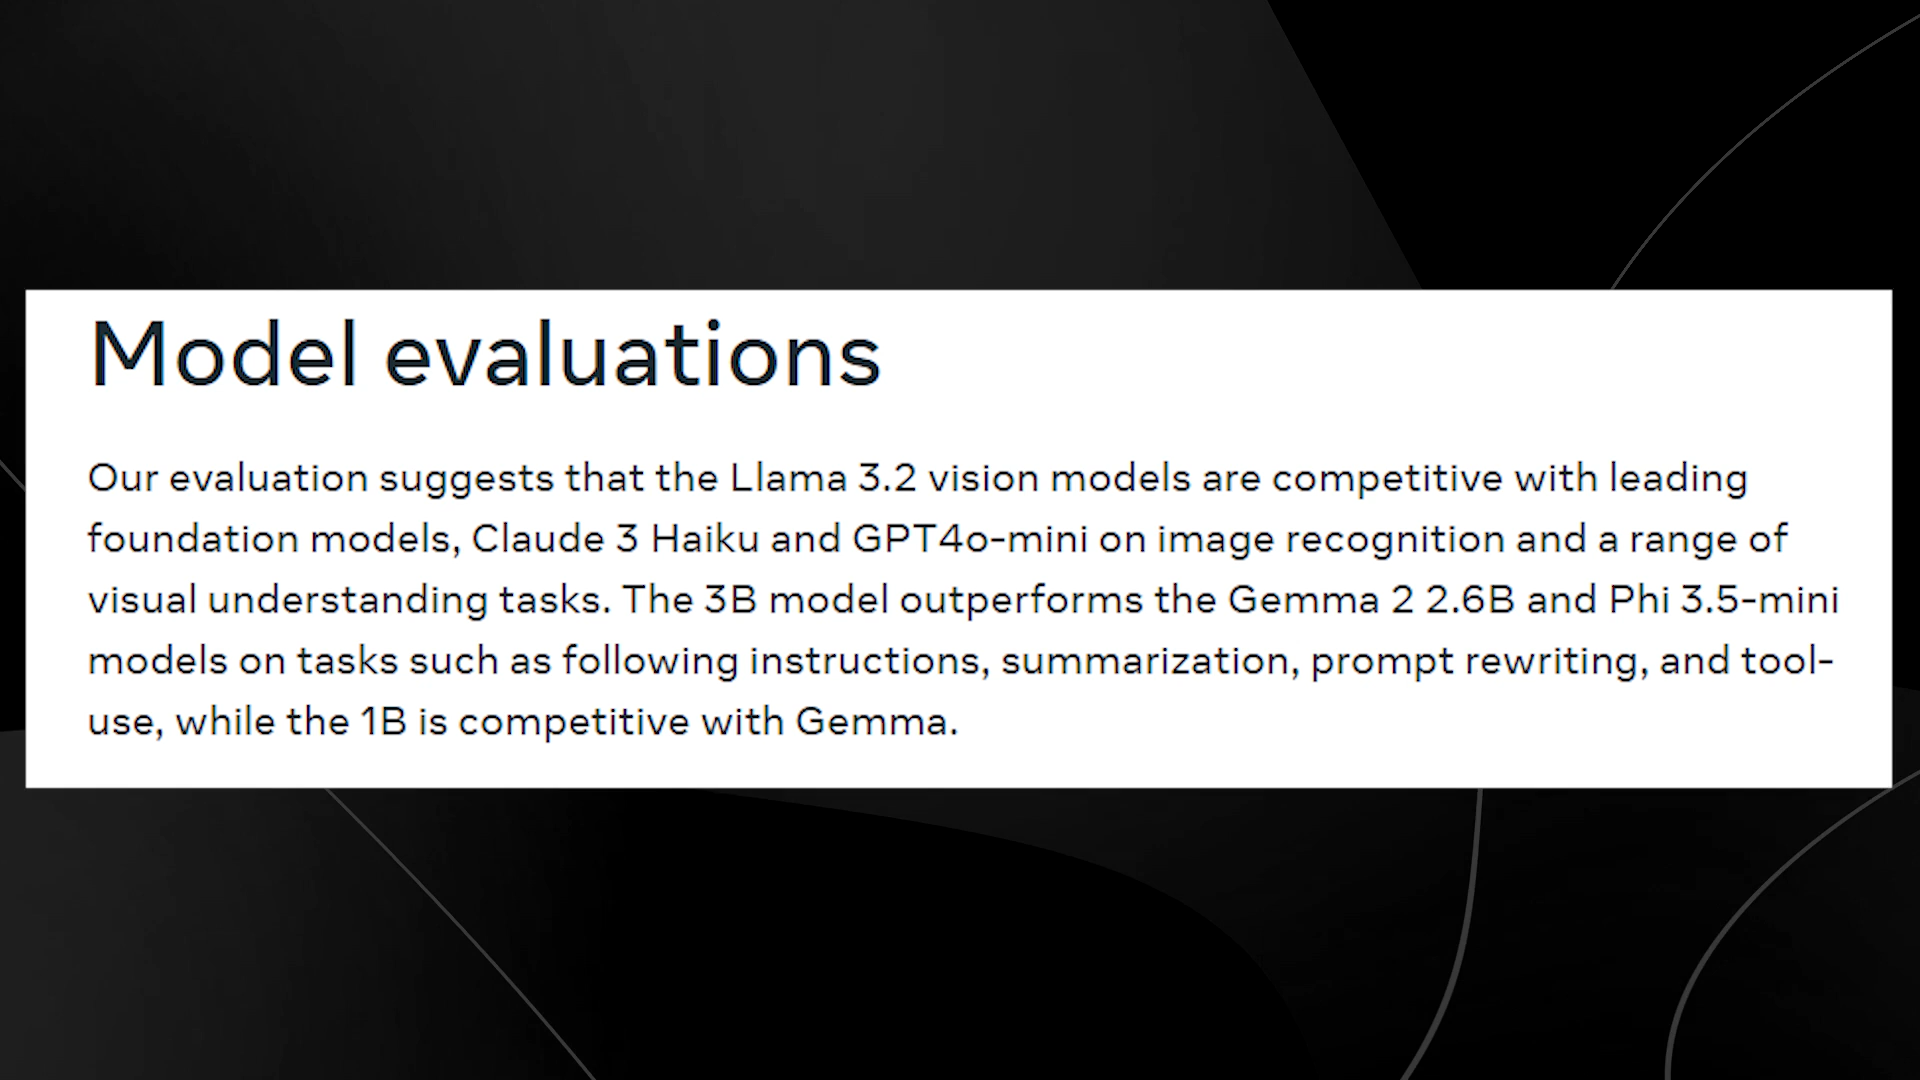 Model evaluations
Our evaluation suggests that the Llama 3.2 vision models are competitive with leading
foundation models, Claude 3 Haiku and GPT4o-mini on image recognition and a range of
visual understanding tasks. The 3B model outperforms the Gemma 2 2.6B and Phi 3.5-mini
models on tasks such as following instructions, summarization, prompt rewriting, and tool-
use, while the 1B is competitive with Gemma.